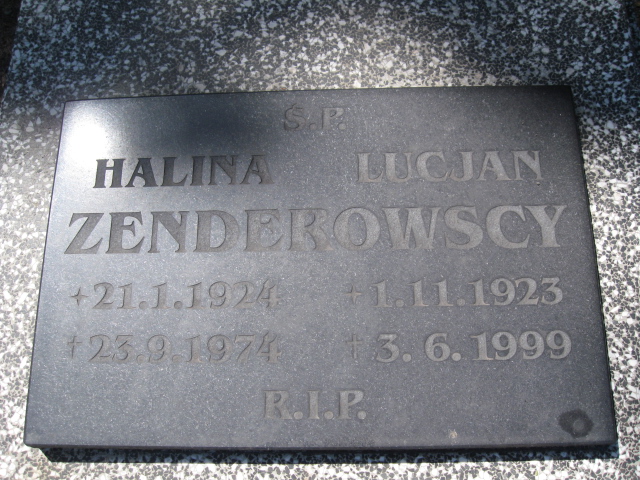 Ś.P.
HALINA LUCJAN
ZENDEROWSCY
+21.1.1924 +1.11.1923
†23.9.1974 †3.6.1999
R.I.P.